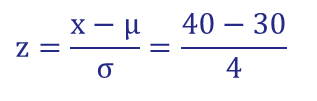 z = (x − μ)/σ = (40 − 30)/4